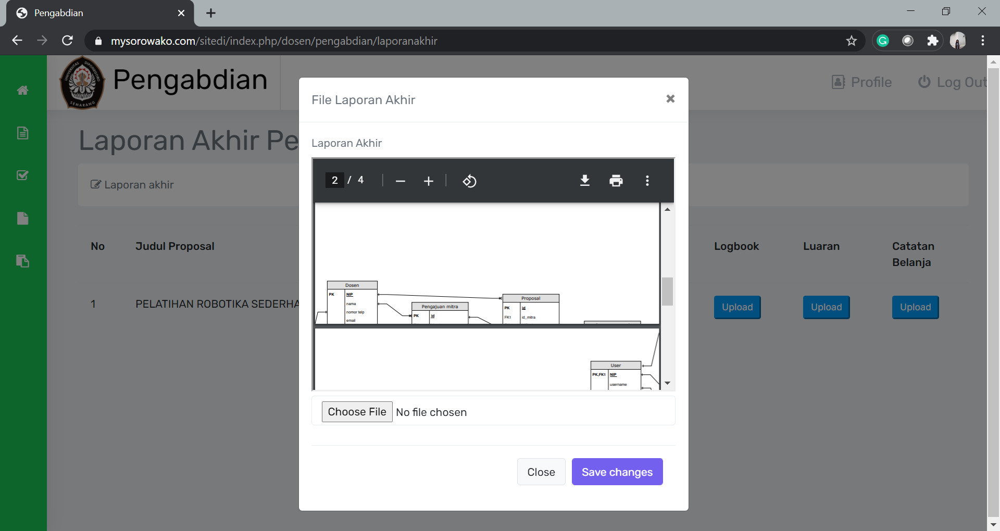 Pengabdian
mysorowako.com/sitedi/index.php/dosen/pengabdian/laporanakhir
UNIVERSITAS DIPONEGORO
SEMARANG
Pengabdian
Profile
Log Out
File Laporan Akhir
Laporan Akhir Pe
Laporan Akhir
Laporan akhir
2 / 4
No Judul Proposal Logbook Luaran Catatan Belanja
1 PELATIHAN ROBOTIKA SEDERHA Upload Upload Upload
Dosen
PK NIP
nama
nomor telp
email
Pengajuan mitra
PK id
Proposal
PK id
FK1 id_mitra
User
PK,FK1 NIP
username
Choose File No file chosen
Close Save changes